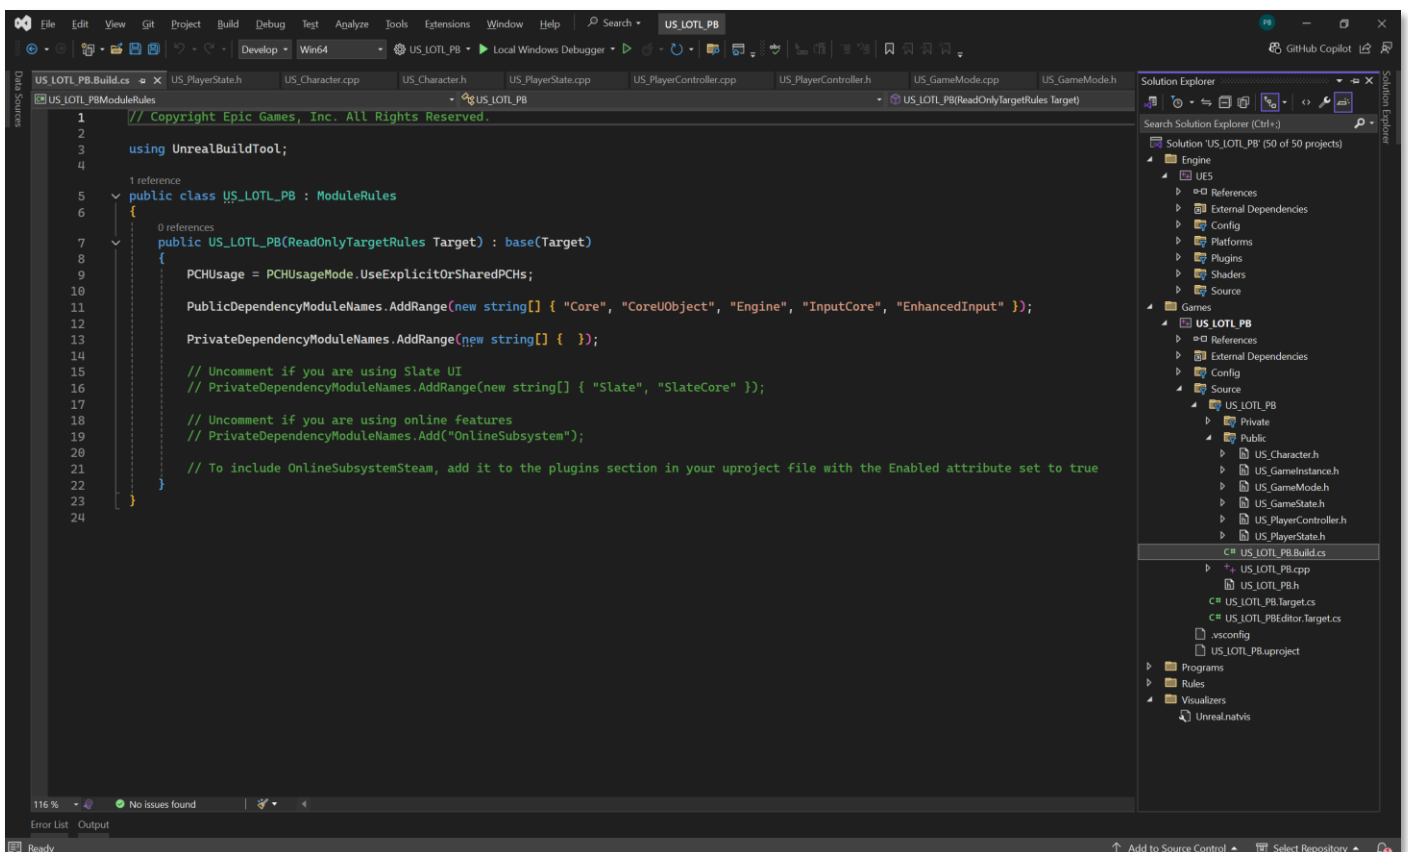 File Edit View Git Project Build Debug Test Analyze Tools Extensions Window Help Search US_LOTL_PB PB
Develop Win64 US_LOTL_PB Local Windows Debugger GitHub Copilot
Data Sources
US_LOTL_PB.Build.cs US_PlayerState.h US_Character.cpp US_Character.h US_PlayerState.cpp US_PlayerController.cpp US_PlayerController.h US_GameMode.cpp US_GameMode.h
US_LOTL_PBModuleRules US_LOTL_PB US_LOTL_PB(ReadOnlyTargetRules Target)
1 // Copyright Epic Games, Inc. All Rights Reserved.
2
3 using UnrealBuildTool;
4
1 reference
5 public class US_LOTL_PB : ModuleRules
6 {
0 references
7 public US_LOTL_PB(ReadOnlyTargetRules Target) : base(Target)
8 {
9 PCHUsage = PCHUsageMode.UseExplicitOrSharedPCHs;
10
11 PublicDependencyModuleNames.AddRange(new string[] { "Core", "CoreUObject", "Engine", "InputCore", "EnhancedInput" });
12
13 PrivateDependencyModuleNames.AddRange(new string[] {  });
14
15 // Uncomment if you are using Slate UI
16 // PrivateDependencyModuleNames.AddRange(new string[] { "Slate", "SlateCore" });
17
18 // Uncomment if you are using online features
19 // PrivateDependencyModuleNames.Add("OnlineSubsystem");
20
21 // To include OnlineSubsystemSteam, add it to the plugins section in your uproject file with the Enabled attribute set to true
22 }
23 }
24
116 % No issues found
Error List Output
Ready Add to Source Control Select Repository
Solution Explorer
Search Solution Explorer (Ctrl+;)
Solution 'US_LOTL_PB' (50 of 50 projects)
Engine
UE5
References
External Dependencies
Config
Platforms
Plugins
Shaders
Source
Games
US_LOTL_PB
References
External Dependencies
Config
Source
US_LOTL_PB
Private
Public
US_Character.h
US_GameInstance.h
US_GameMode.h
US_GameState.h
US_PlayerController.h
US_PlayerState.h
C# US_LOTL_PB.Build.cs
++ US_LOTL_PB.cpp
US_LOTL_PB.h
C# US_LOTL_PB.Target.cs
C# US_LOTL_PBEditor.Target.cs
.vsconfig
US_LOTL_PB.uproject
Programs
Rules
Visualizers
Unreal.natvis
Solution Explorer